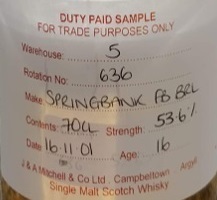 DUTY PAID SAMPLE
FOR TRADE PURPOSES ONLY
Warehouse: 5
Rotation No: 636
Make SPRINGBANK FB BRL
Contents 70CL Strength: 53.6%
Date 16.11.01 Age: 16
J & A Mitchell & Co Ltd, Campbeltown, Argyll
Single Malt Scotch Whisky